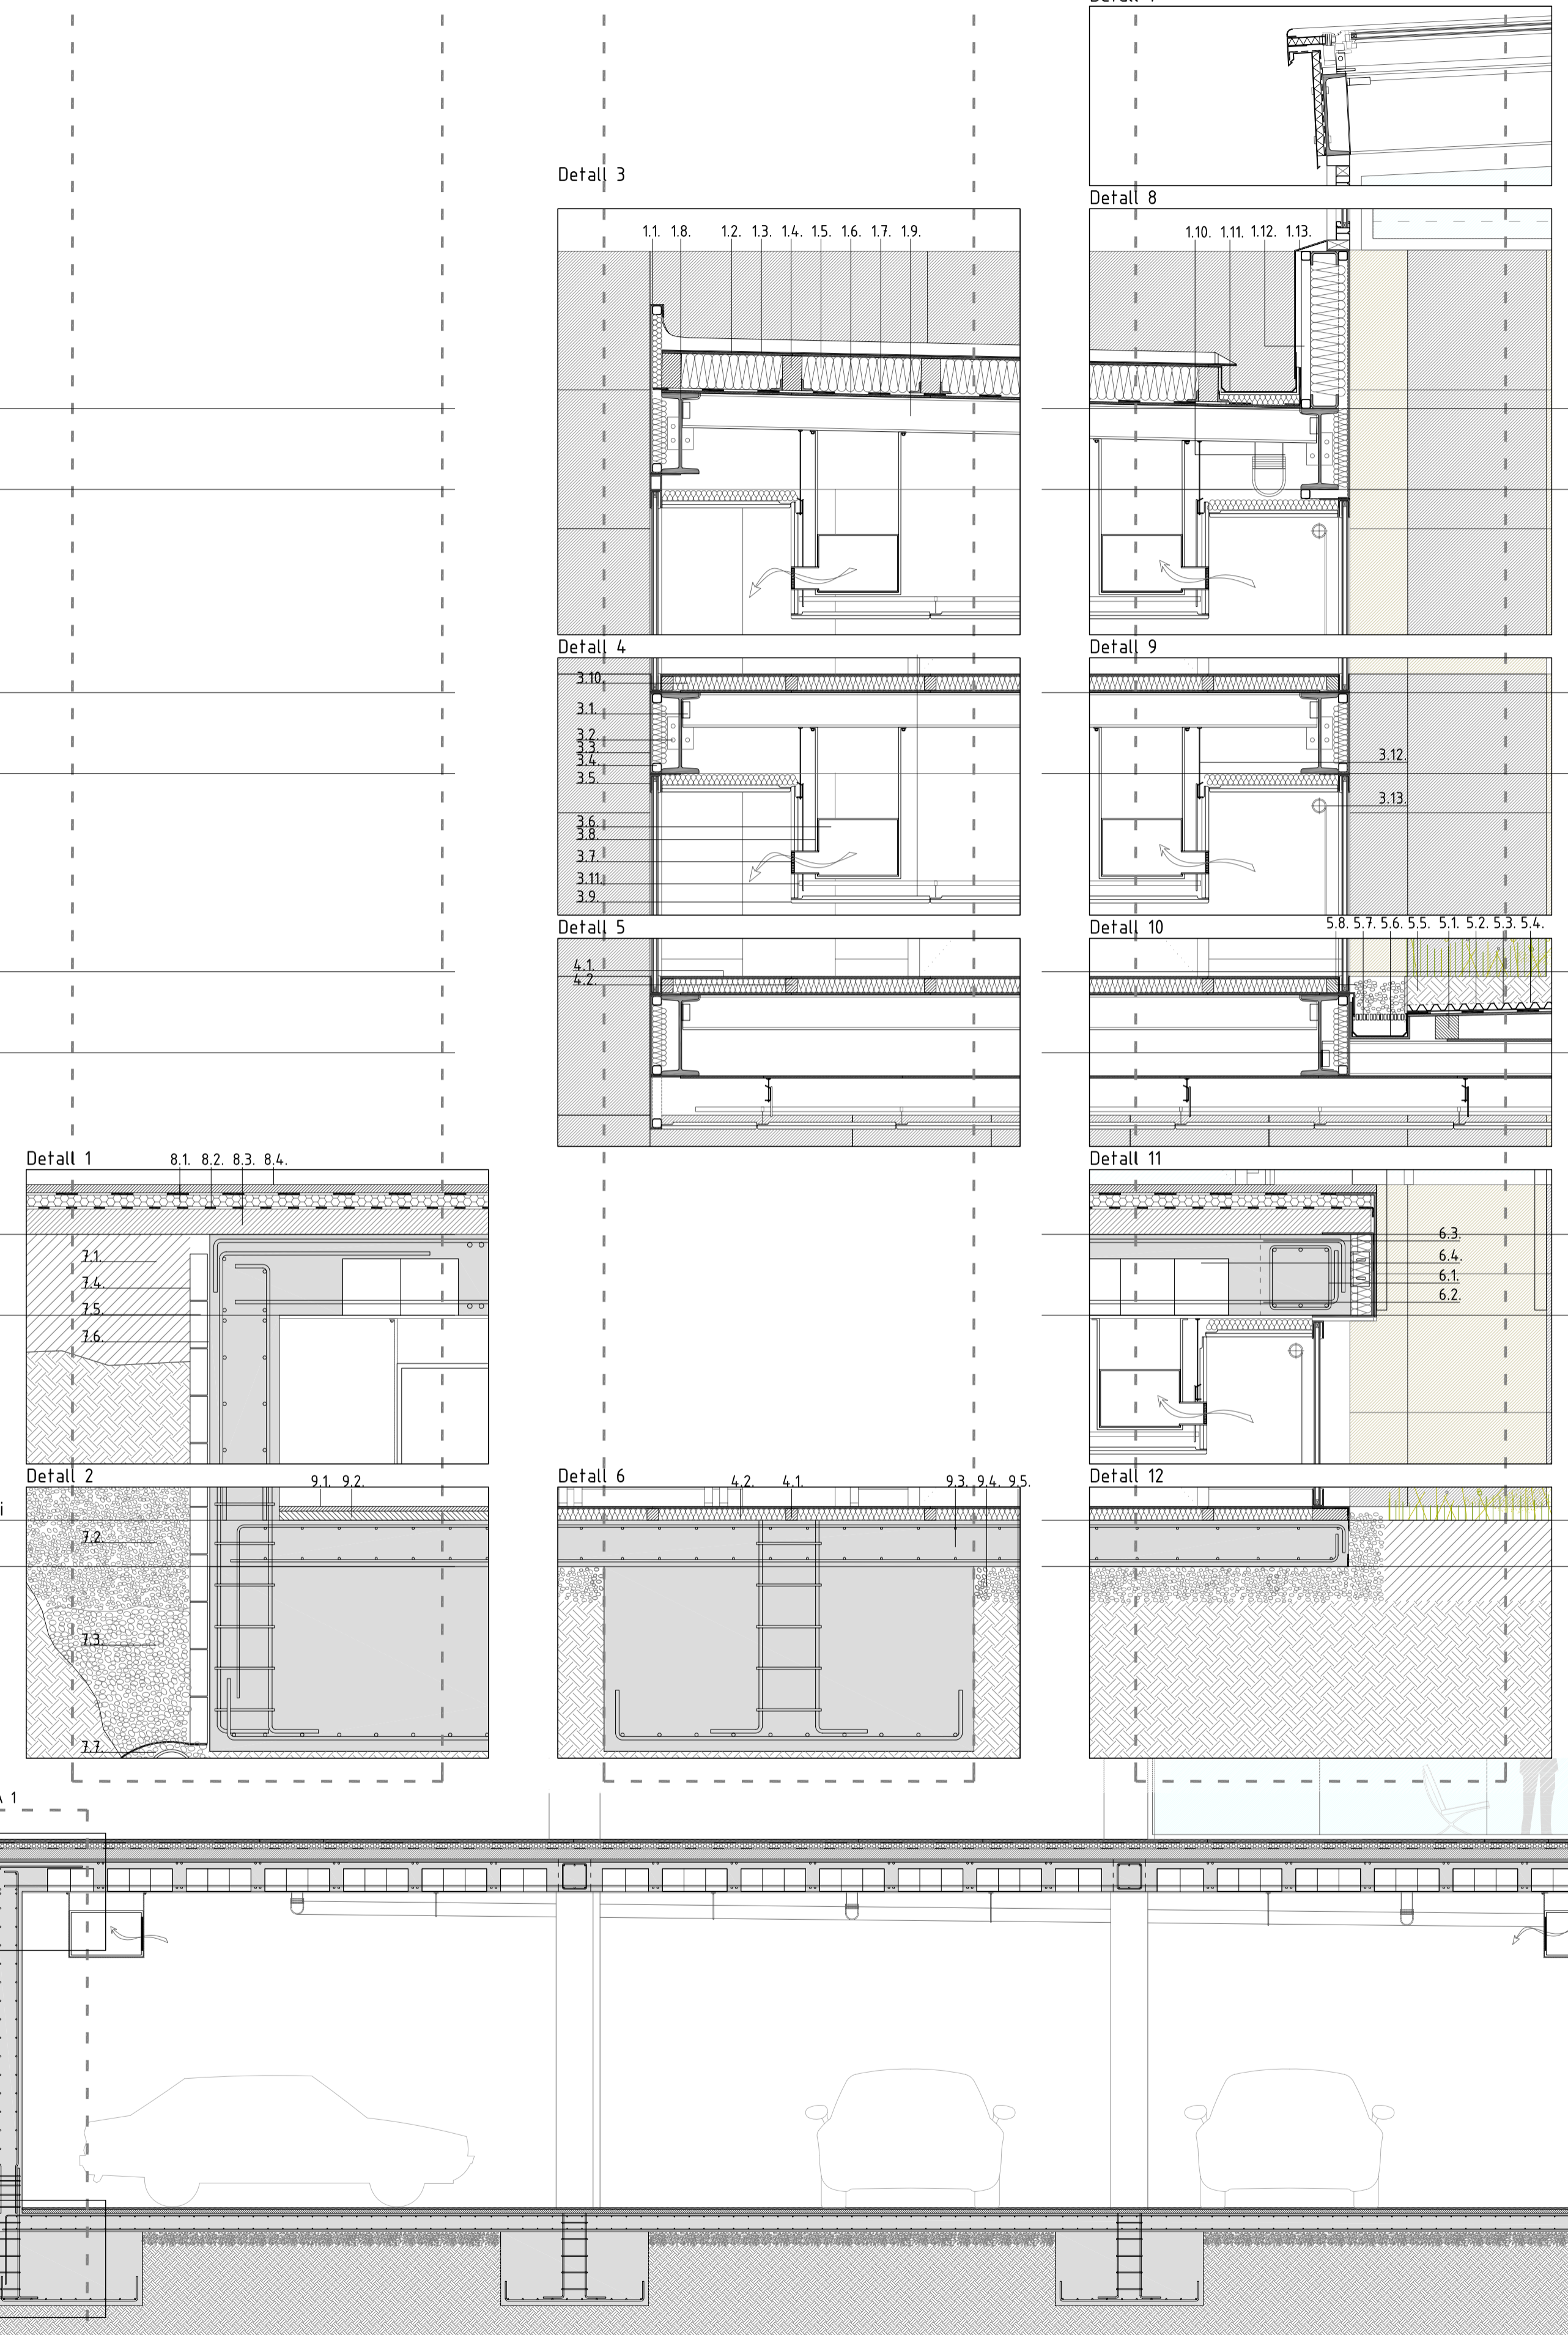 Detall 3
Detall 8
1.1. 1.8. 1.2. 1.3. 1.4. 1.5. 1.6. 1.7. 1.9.
1.10. 1.11. 1.12. 1.13.
Detall 4
Detall 9
3.10.
3.1.
3.2.
3.3.
3.4.
3.5.
3.6.
3.8.
3.7.
3.11.
3.9.
3.12.
3.13.
Detall 5
Detall 10
5.8. 5.7. 5.6. 5.5. 5.1. 5.2. 5.3. 5.4.
4.1.
4.2.
Detall 1
8.1. 8.2. 8.3. 8.4.
Detall 11
7.1.
7.4.
7.5.
7.6.
6.3.
6.4.
6.1.
6.2.
Detall 2
9.1. 9.2.
Detall 6
4.2. 4.1. 9.3. 9.4. 9.5.
Detall 12
i
7.2.
7.3.
7.7.
1